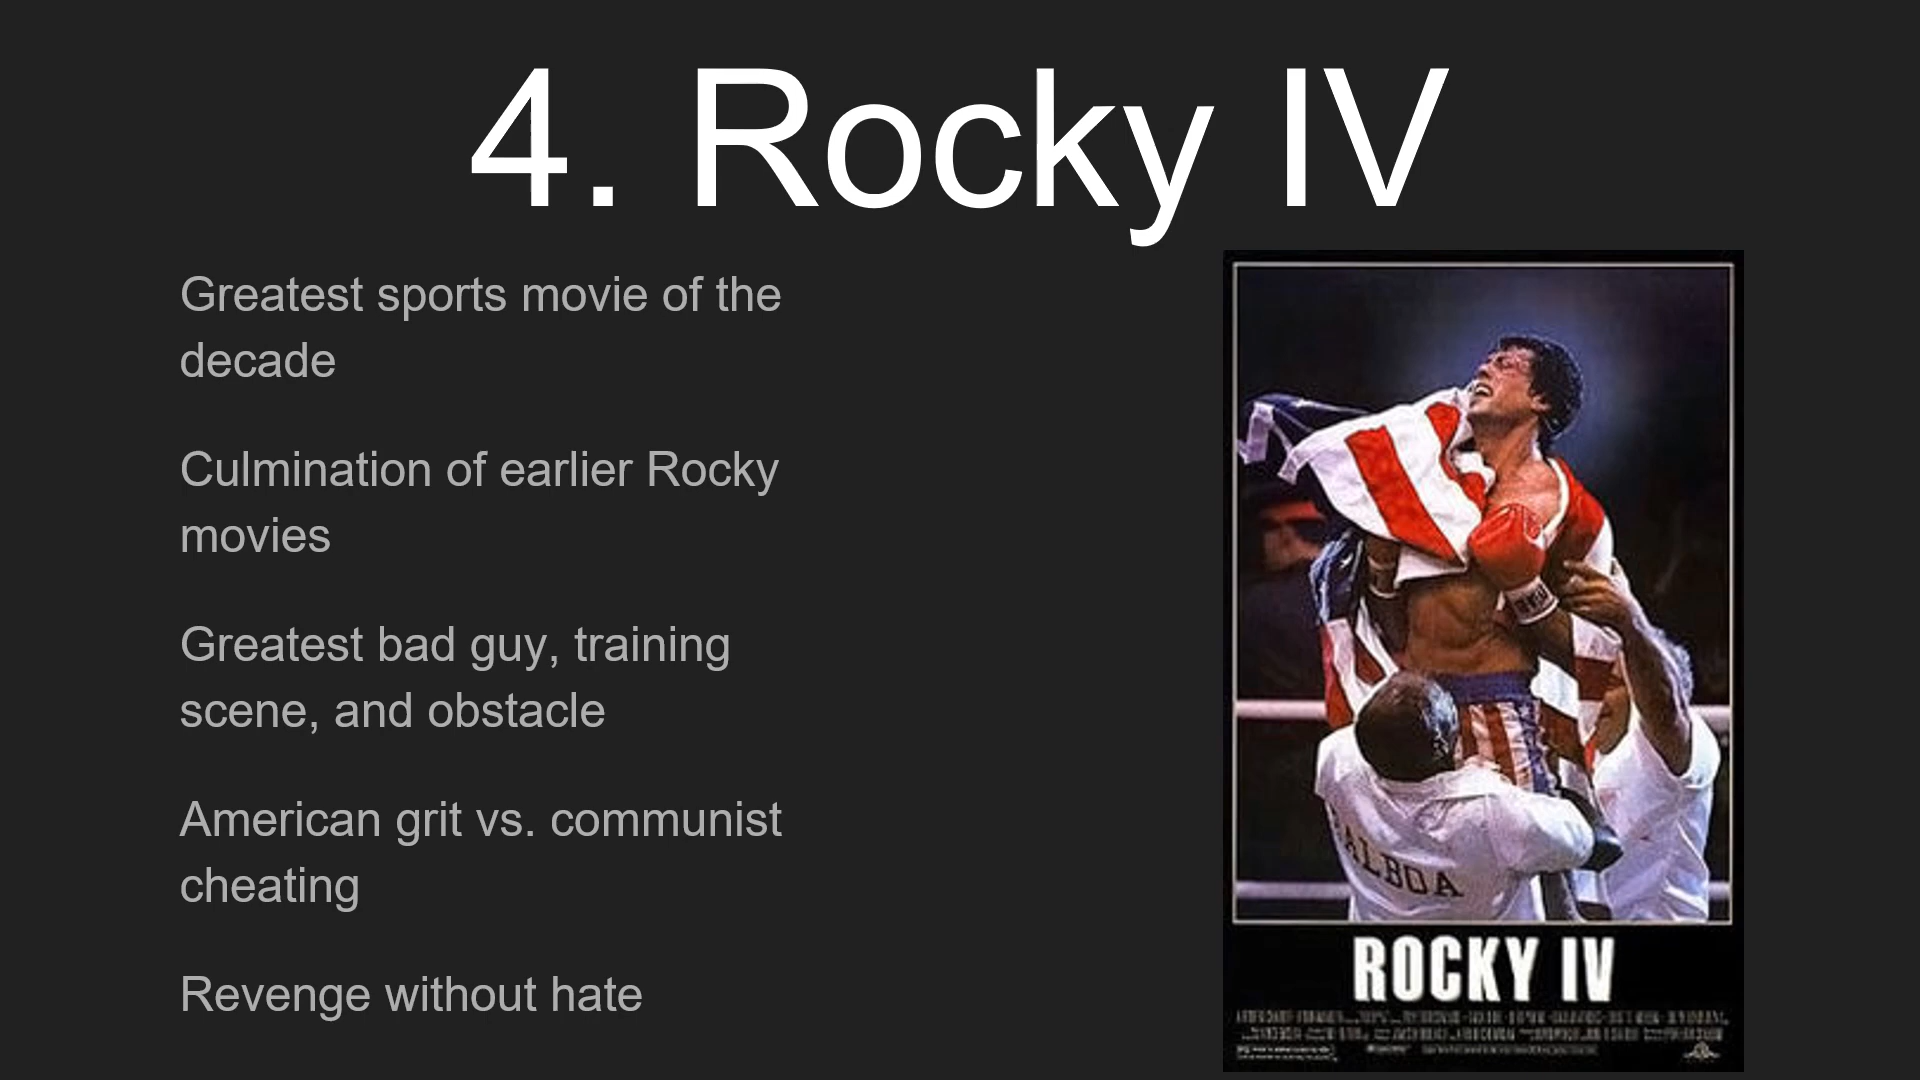 4. Rocky IV
Greatest sports movie of the
decade
Culmination of earlier Rocky
movies
Greatest bad guy, training
scene, and obstacle
American grit vs. communist
cheating
Revenge without hate
ALBOA
ROCKY IV